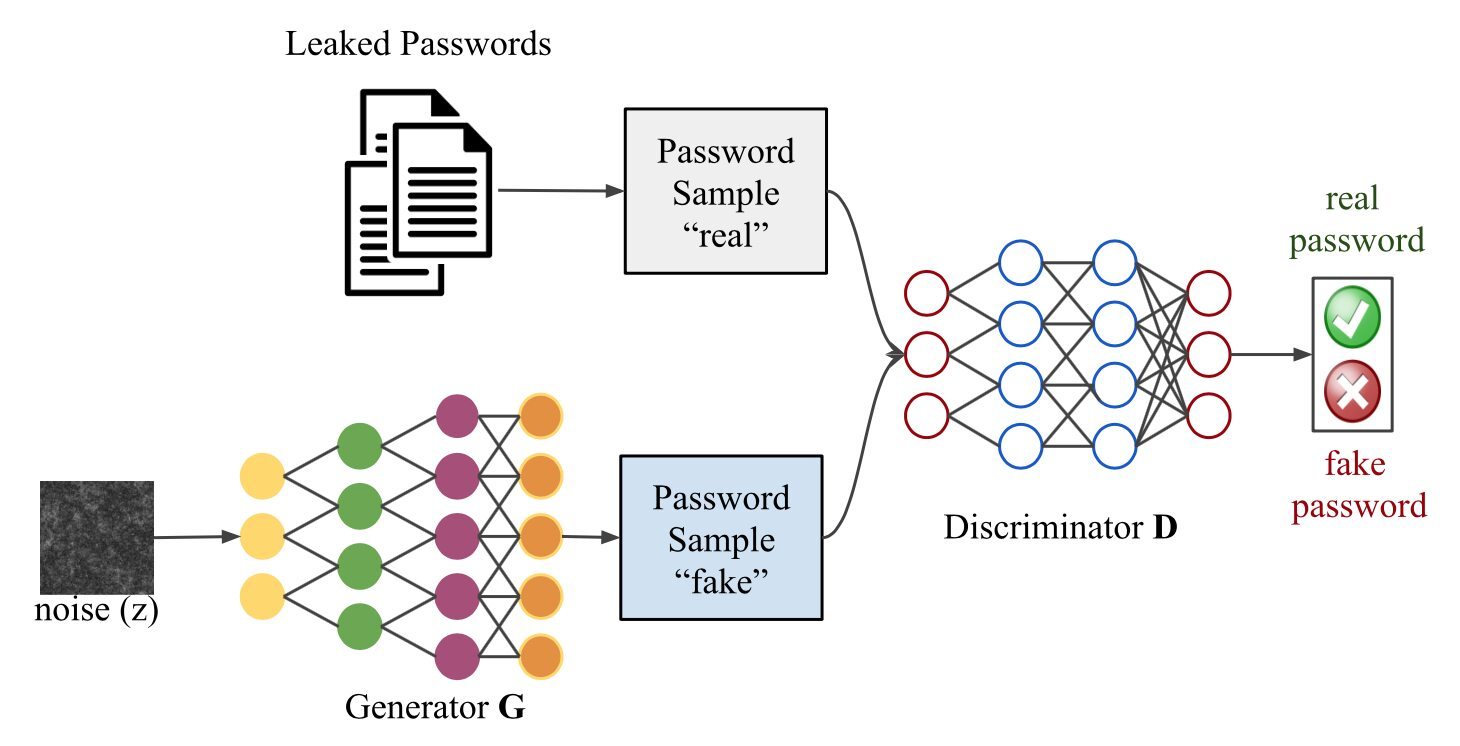 Leaked Passwords
Password
Sample
“real”
real
password
fake
password
Password
Sample
“fake”
Discriminator D
noise (z)
Generator G